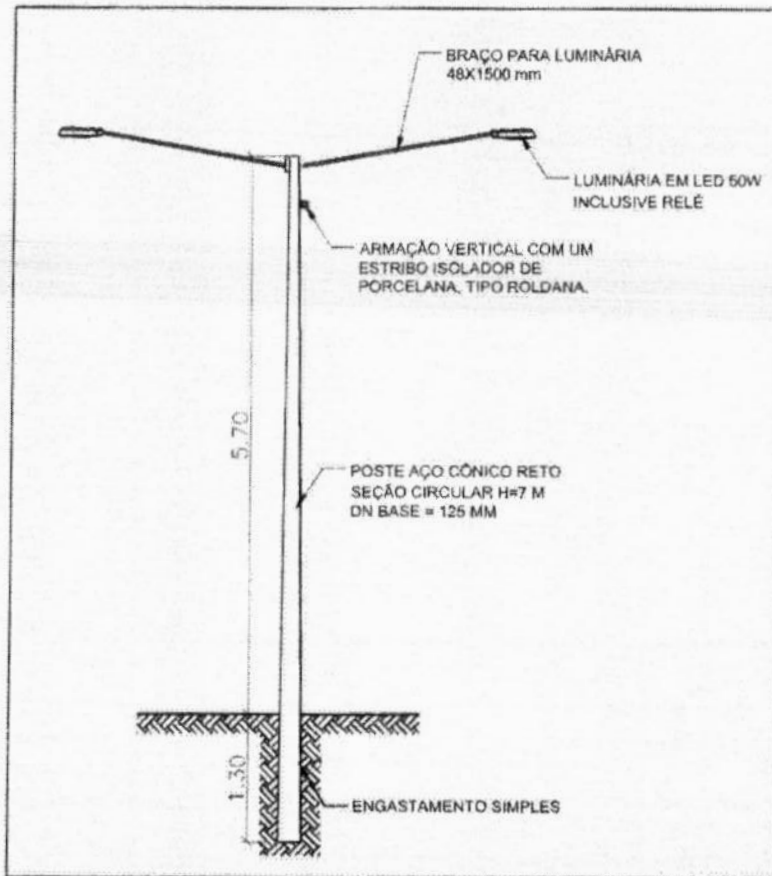 BRAÇO PARA LUMINÁRIA
48X1500 mm
LUMINÁRIA EM LED 50W
INCLUSIVE RELÉ
ARMAÇÃO VERTICAL COM UM
ESTRIBO ISOLADOR DE
PORCELANA, TIPO ROLDANA.
5,70
POSTE AÇO CÔNICO RETO
SEÇÃO CIRCULAR H=7 M
DN BASE = 125 MM
1,30
ENGASTAMENTO SIMPLES